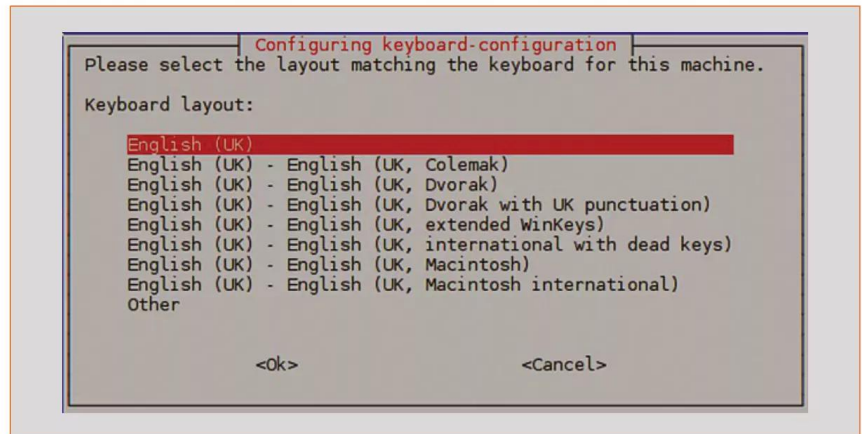 Configuring keyboard-configuration
Please select the layout matching the keyboard for this machine.
Keyboard layout:
English (UK)
English (UK) - English (UK, Colemak)
English (UK) - English (UK, Dvorak)
English (UK) - English (UK, Dvorak with UK punctuation)
English (UK) - English (UK, extended WinKeys)
English (UK) - English (UK, international with dead keys)
English (UK) - English (UK, Macintosh)
English (UK) - English (UK, Macintosh international)
Other
<Ok> <Cancel>